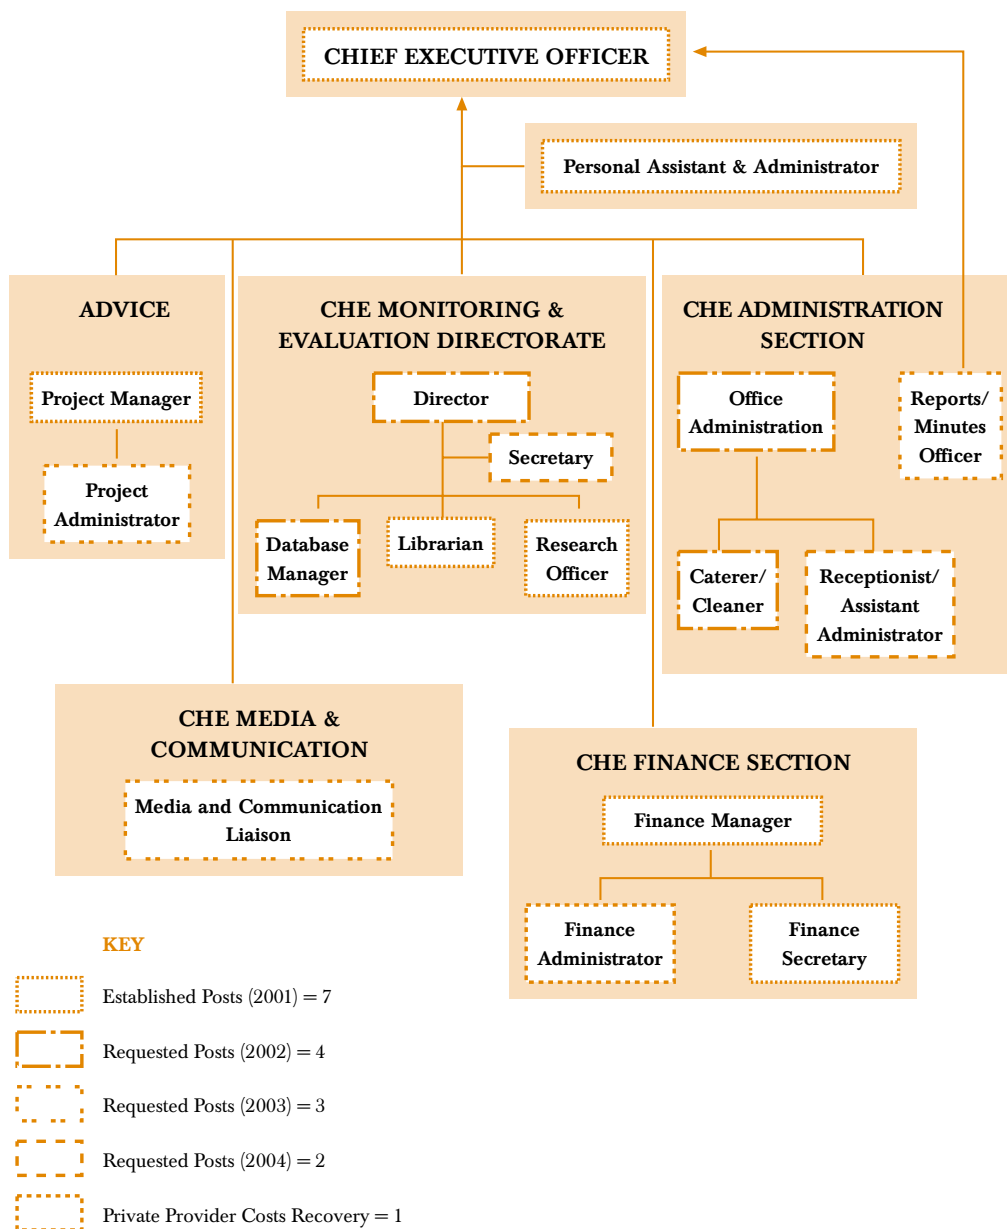 CHIEF EXECUTIVE OFFICER
Personal Assistant & Administrator
ADVICE
Project Manager
Project
Administrator
CHE MONITORING &
EVALUATION DIRECTORATE
Director
Secretary
Database
Manager
Librarian
Research
Officer
CHE ADMINISTRATION
SECTION
Office
Administration
Reports/
Minutes
Officer
Caterer/
Cleaner
Receptionist/
Assistant
Administrator
CHE MEDIA &
COMMUNICATION
Media and Communication
Liaison
CHE FINANCE SECTION
Finance Manager
Finance
Administrator
Finance
Secretary
KEY
Established Posts (2001) = 7
Requested Posts (2002) = 4
Requested Posts (2003) = 3
Requested Posts (2004) = 2
Private Provider Costs Recovery = 1